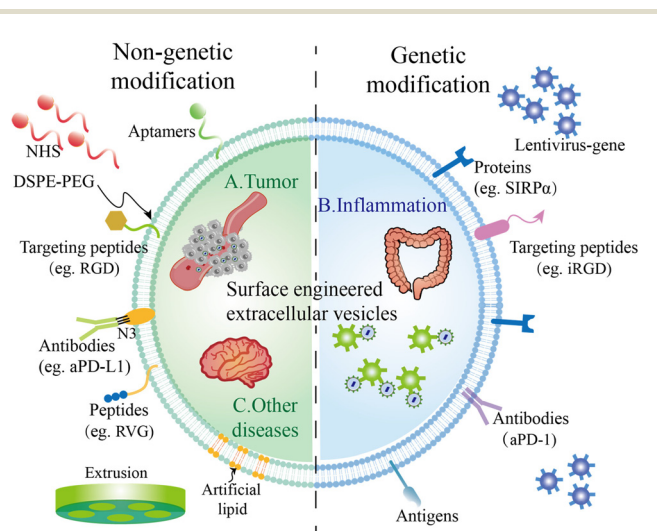 Non-genetic
modification
Genetic
modification
NHS
Aptamers
DSPE-PEG
Targeting peptides
(eg. RGD)
Antibodies
(eg. aPD-L1)
N3
Peptides
(eg. RVG)
Extrusion
Artificial
lipid
A.Tumor
B.Inflammation
Surface engineered
extracellular vesicles
C.Other
diseases
Lentivirus-gene
Proteins
(eg. SIRPα)
Targeting peptides
(eg. iRGD)
Antibodies
(aPD-1)
Antigens